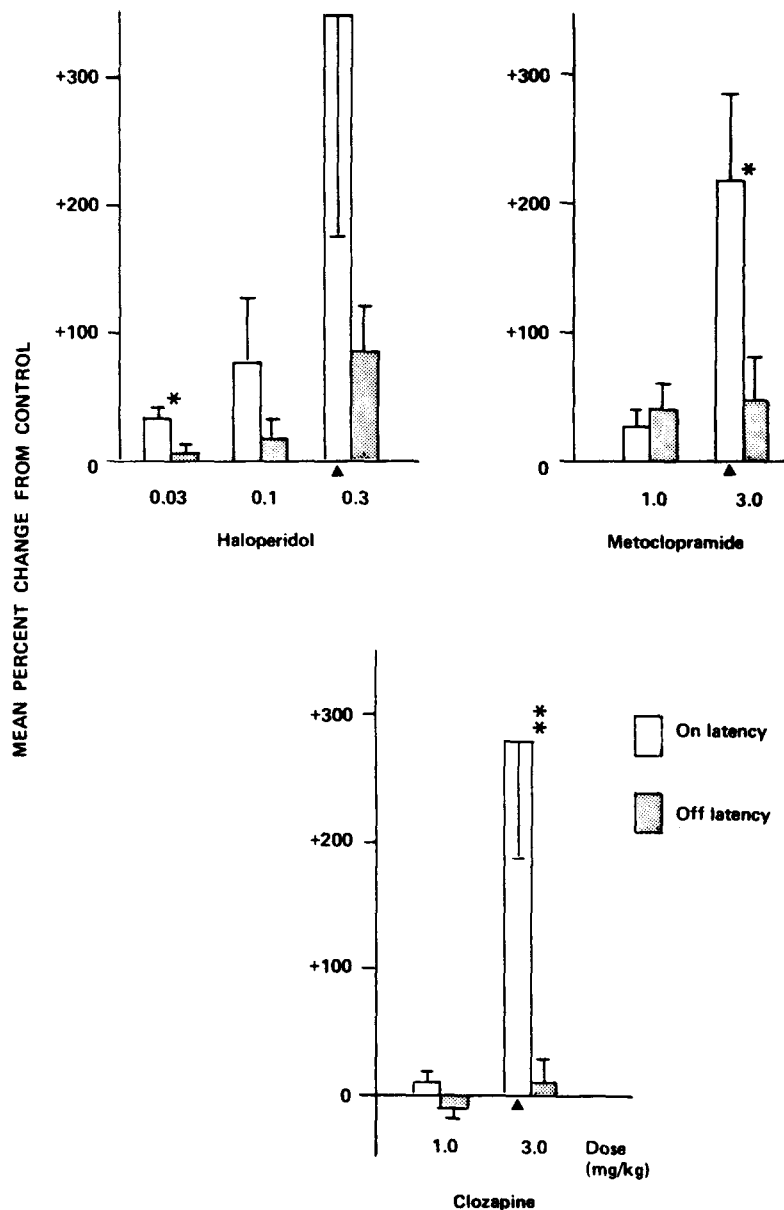 MEAN PERCENT CHANGE FROM CONTROL
+300
+200
+100
0
*
0.03 0.1 0.3
Haloperidol
+300
+200
+100
0
*
1.0 3.0
Metoclopramide
+300
+200
+100
0
*
*
1.0 3.0 Dose
(mg/kg)
Clozapine
On latency
Off latency